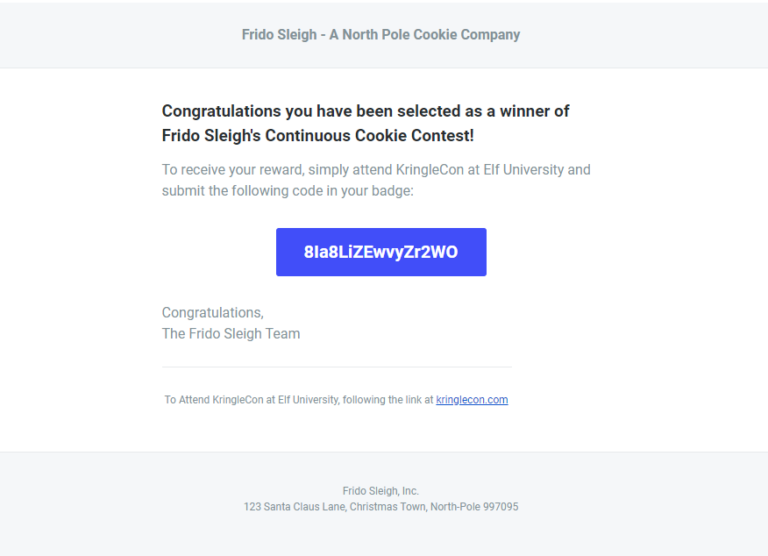 Frido Sleigh - A North Pole Cookie Company
Congratulations you have been selected as a winner of
Frido Sleigh's Continuous Cookie Contest!
To receive your reward, simply attend KringleCon at Elf University and
submit the following code in your badge:
8Ia8LiZEwvyZr2WO
Congratulations,
The Frido Sleigh Team
To Attend KringleCon at Elf University, following the link at kringlecon.com
Frido Sleigh, Inc.
123 Santa Claus Lane, Christmas Town, North-Pole 997095